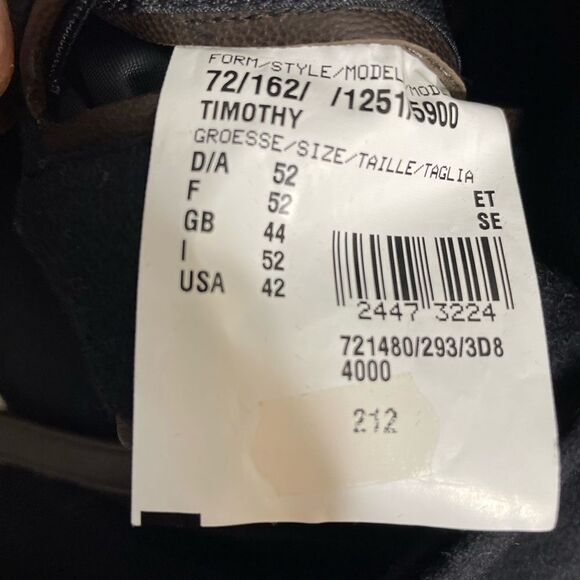 FORM/STYLE/MODEL /MODE
72/162/ /1251/5900
TIMOTHY
GROESSE/SIZE/TAILLE/TAGLIA
D/A 52
F 52
GB 44
I 52
USA 42
ET
SE
2447 3224
721480/293/3D8
4000
212